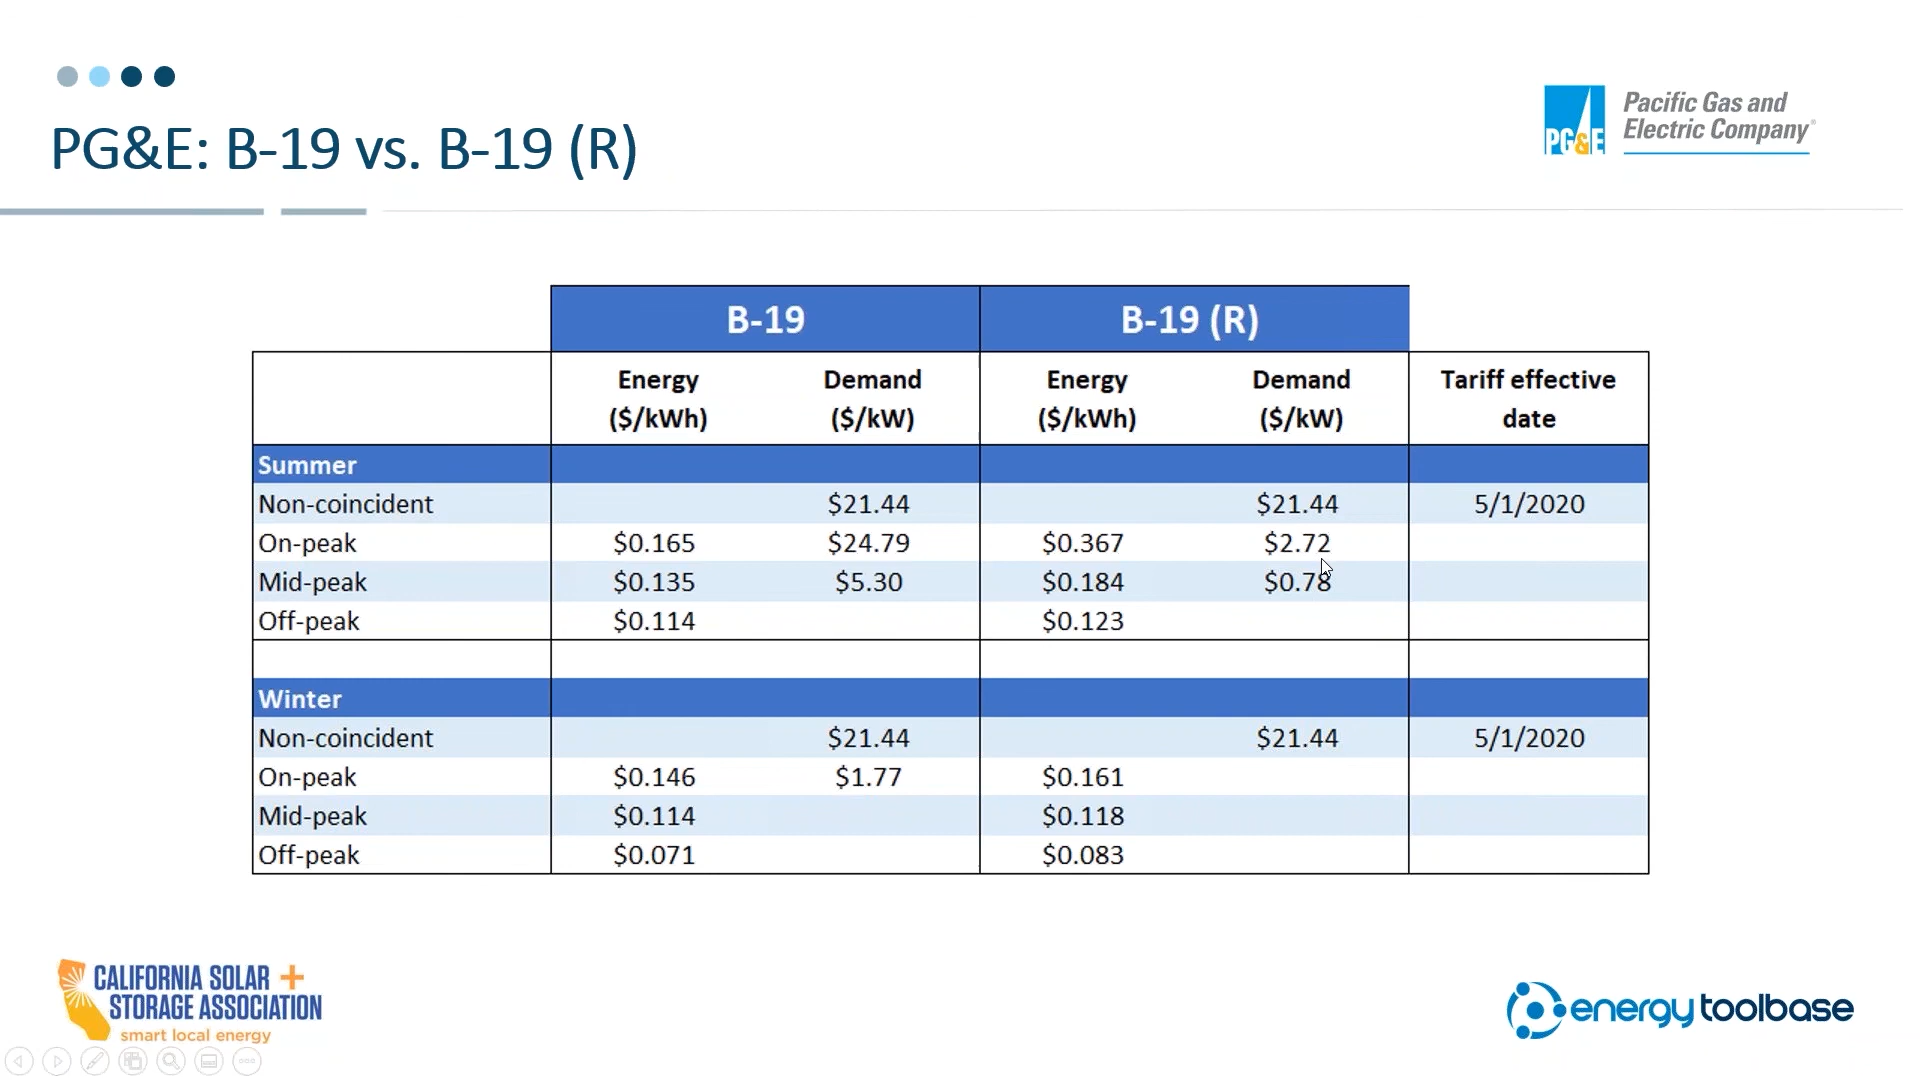 PG&E: B-19 vs. B-19 (R)
PG&E
Pacific Gas and
Electric Company®
B-19 B-19 (R)
Energy Demand Energy Demand Tariff effective
($/kWh) ($/kW) ($/kWh) ($/kW) date
Summer
Non-coincident $21.44 $21.44 5/1/2020
On-peak $0.165 $24.79 $0.367 $2.72
Mid-peak $0.135 $5.30 $0.184 $0.78
Off-peak $0.114 $0.123
Winter
Non-coincident $21.44 $21.44 5/1/2020
On-peak $0.146 $1.77 $0.161
Mid-peak $0.114 $0.118
Off-peak $0.071 $0.083
CALIFORNIA SOLAR +
STORAGE ASSOCIATION
smart local energy
energy toolbase